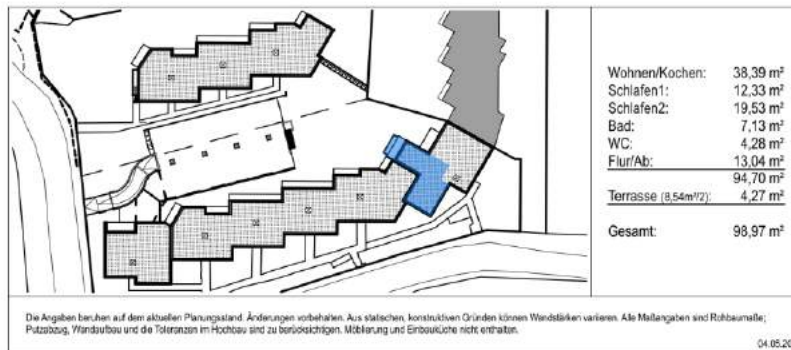 Wohnen/Kochen: 38,39 m²
Schlafen1: 12,33 m²
Schlafen2: 19,53 m²
Bad: 7,13 m²
WC: 4,28 m²
Flur/Ab: 13,04 m²
94,70 m²
Terrasse (8,54m²/2): 4,27 m²
Gesamt: 98,97 m²
Die Angaben beruhen auf dem aktuellen Planungsstand. Änderungen vorbehalten. Aus statischen, konstruktiven Gründen können Wandstärken variieren. Alle Maßangaben sind Rohbaumaße;
Putzabzug, Wandaufbau und die Toleranzen im Hochbau sind zu berücksichtigen. Möblierung und Einbauküche nicht enthalten.
04.05.20